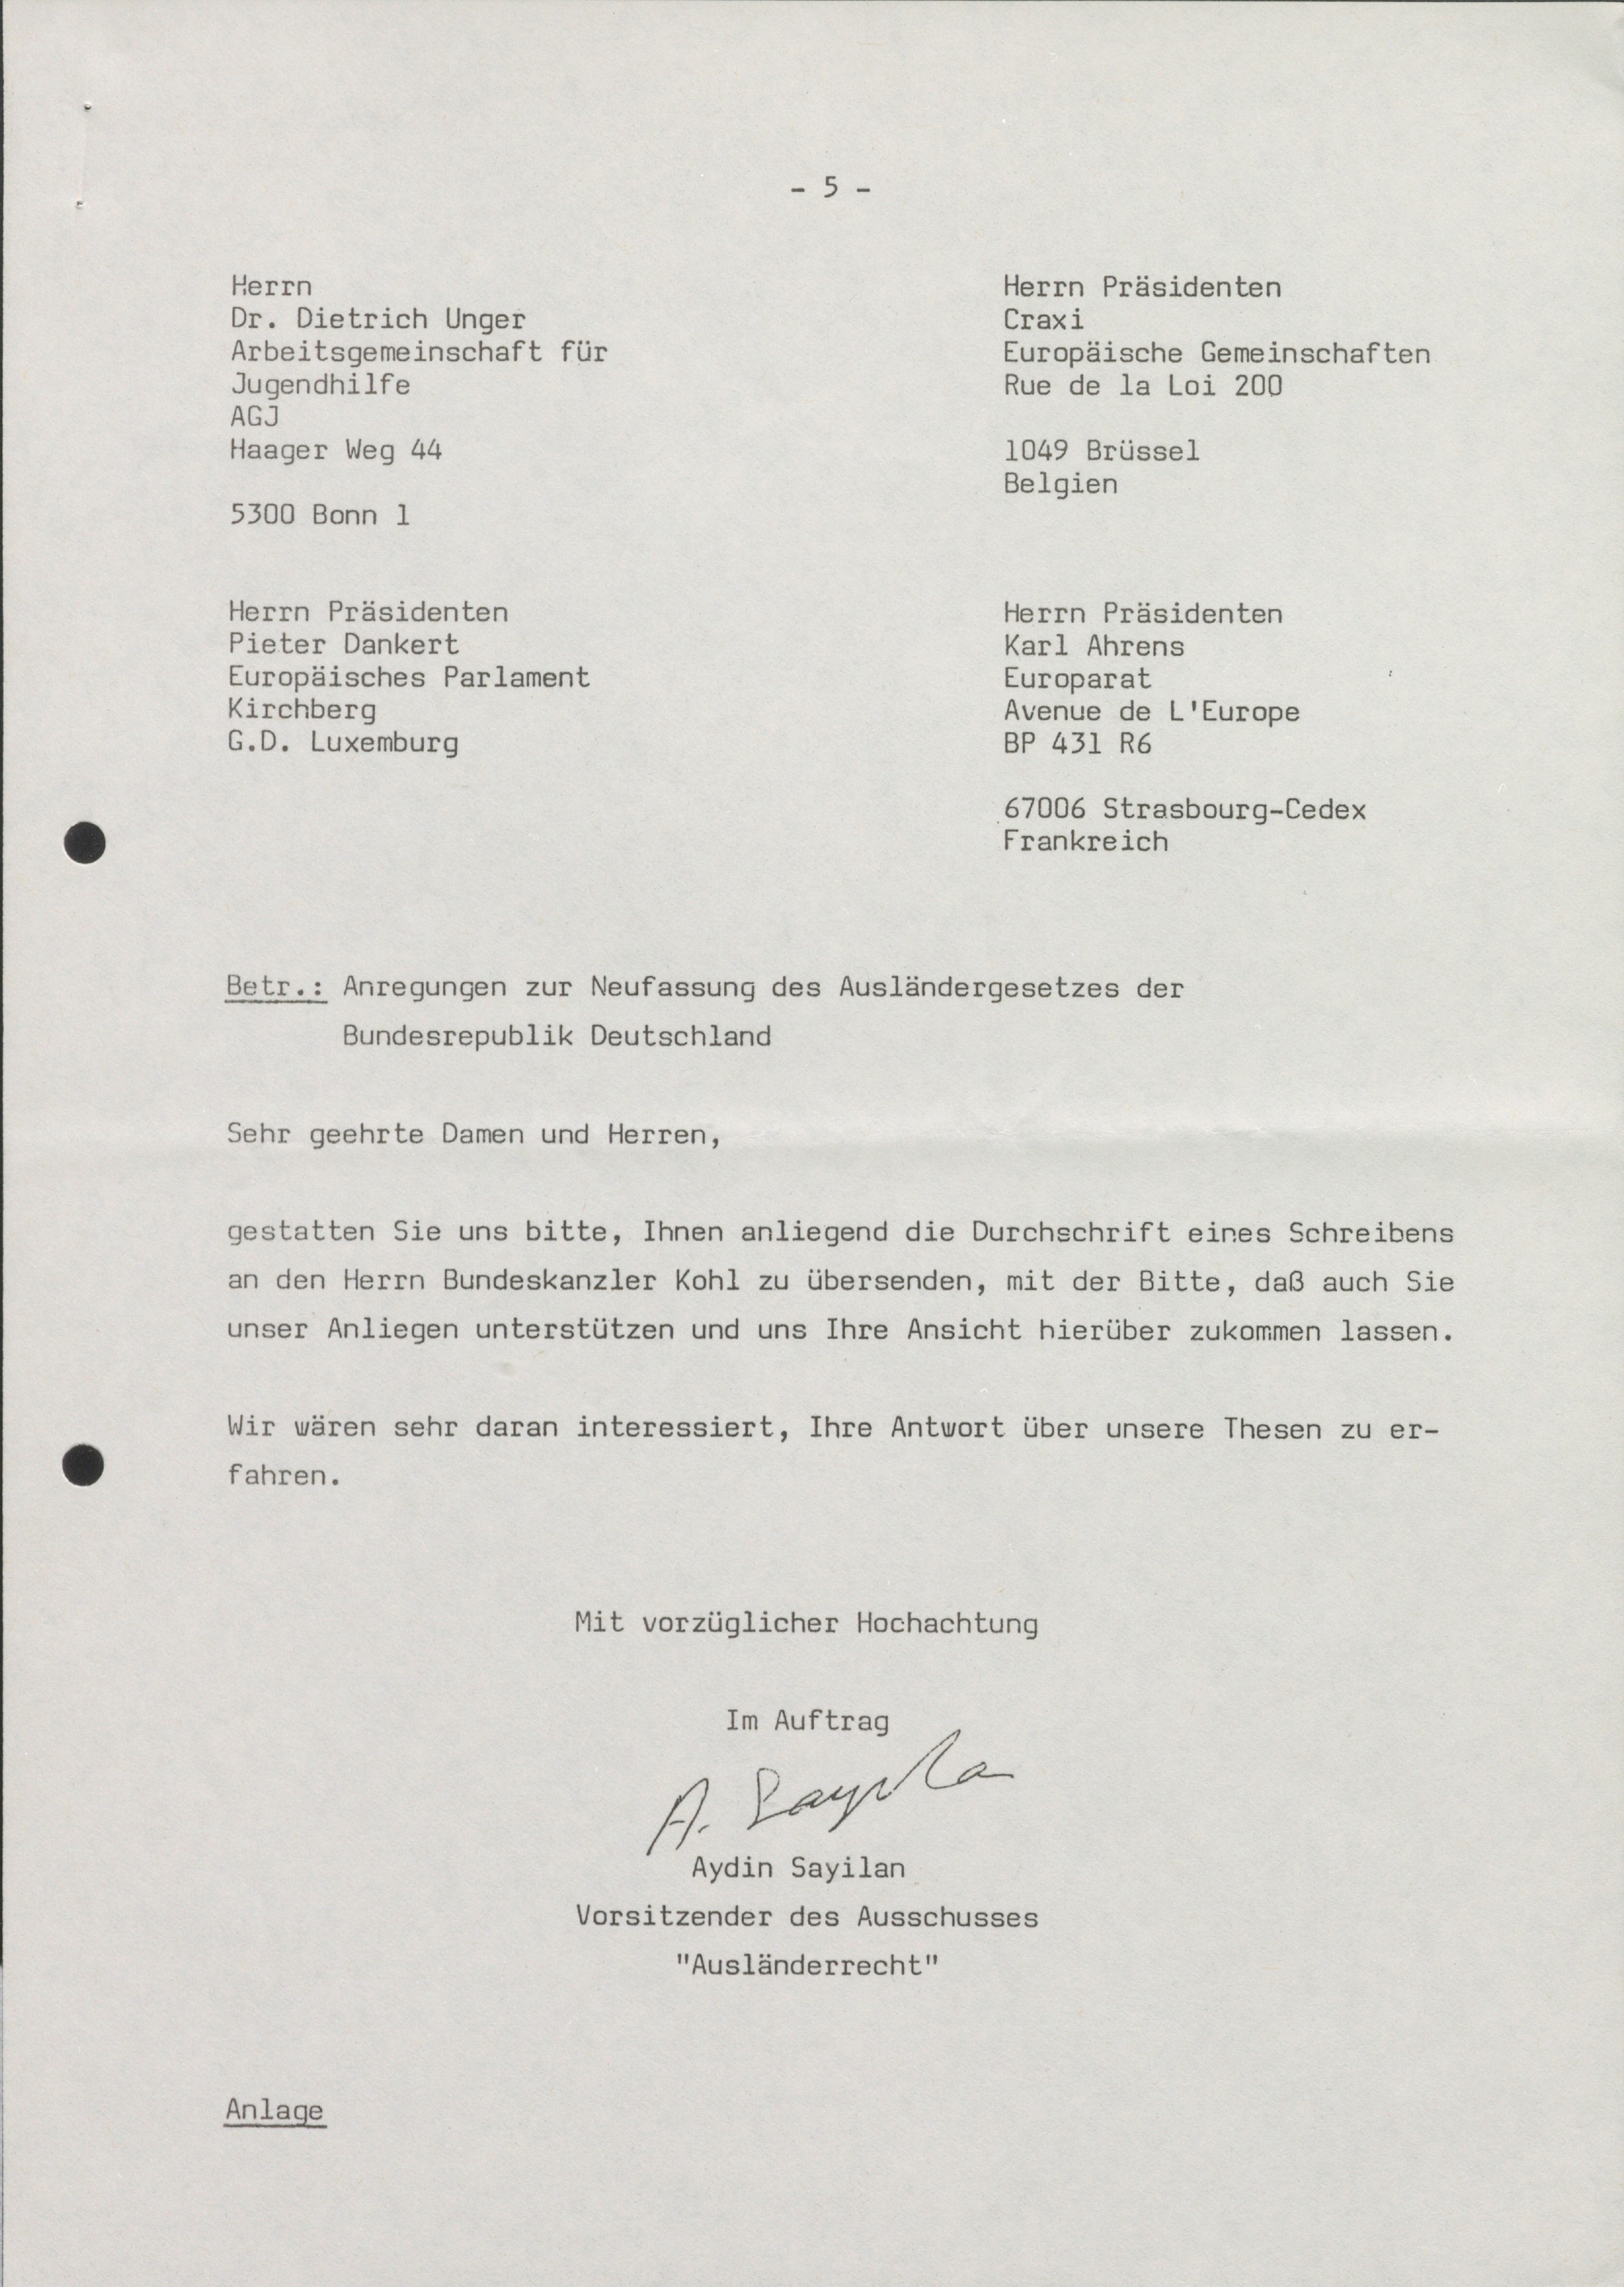 - 5 -
Herrn
Dr. Dietrich Unger
Arbeitsgemeinschaft für
Jugendhilfe
AGJ
Haager Weg 44
5300 Bonn 1
Herrn Präsidenten
Craxi
Europäische Gemeinschaften
Rue de la Loi 200
1049 Brüssel
Belgien
Herrn Präsidenten
Pieter Dankert
Europäisches Parlament
Kirchberg
G.D. Luxemburg
Herrn Präsidenten
Karl Ahrens
Europarat
Avenue de L'Europe
BP 431 R6
67006 Strasbourg-Cedex
Frankreich
Betr.: Anregungen zur Neufassung des Ausländergesetzes der
Bundesrepublik Deutschland
Sehr geehrte Damen und Herren,
gestatten Sie uns bitte, Ihnen anliegend die Durchschrift eines Schreibens
an den Herrn Bundeskanzler Kohl zu übersenden, mit der Bitte, daß auch Sie
unser Anliegen unterstützen und uns Ihre Ansicht hierüber zukommen lassen.
Wir wären sehr daran interessiert, Ihre Antwort über unsere Thesen zu er-
fahren.
Mit vorzüglicher Hochachtung
Im Auftrag
A.
Aydin Sayilan
Vorsitzender des Ausschusses
"Ausländerrecht"
Anlage